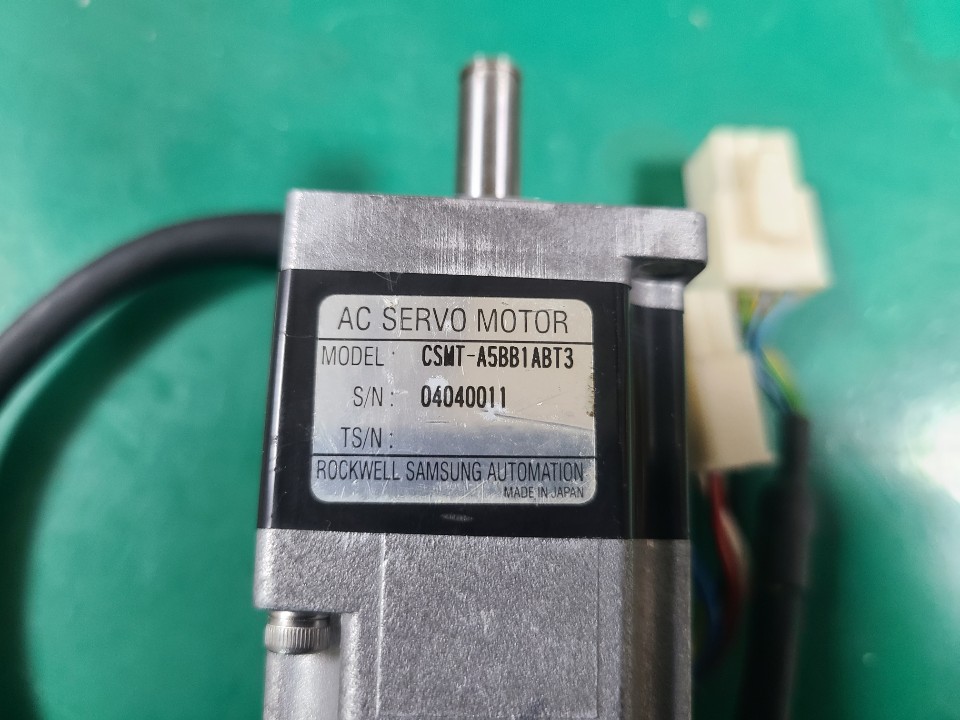 AC SERVO MOTOR
MODEL : CSMT-A5BB1ABT3
S/N : 04040011
TS/N :
ROCKWELL SAMSUNG AUTOMATION
MADE IN JAPAN